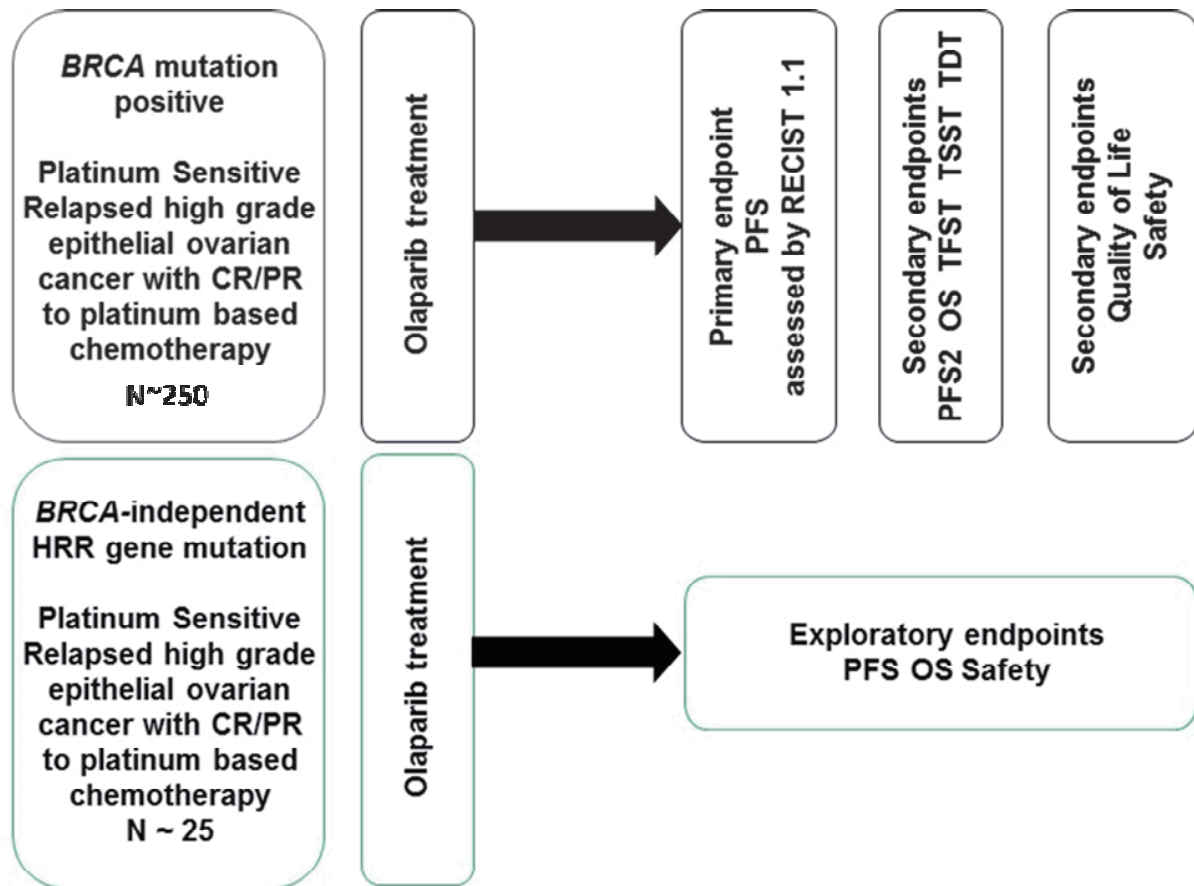 BRCA mutation
positive
Platinum Sensitive
Relapsed high grade
epithelial ovarian
cancer with CR/PR
to platinum based
chemotherapy
N~250
Olaparib treatment
Primary endpoint
PFS
assessed by RECIST 1.1
Secondary endpoints
PFS2 OS TFST TSST TDT
Secondary endpoints
Quality of Life
Safety
BRCA-independent
HRR gene mutation
Platinum Sensitive
Relapsed high grade
epithelial ovarian
cancer with CR/PR
to platinum based
chemotherapy
N ~ 25
Olaparib treatment
Exploratory endpoints
PFS OS Safety